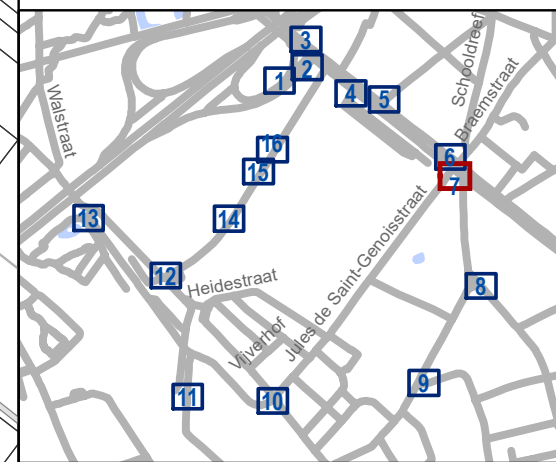 3
2
1
4
5
Schooldreef
Braemstraat
Walstraat
16
6
15
7
13
14
Jules de Saint-Genoisstraat
12
Heidestraat
8
Vijverhof
9
11
10